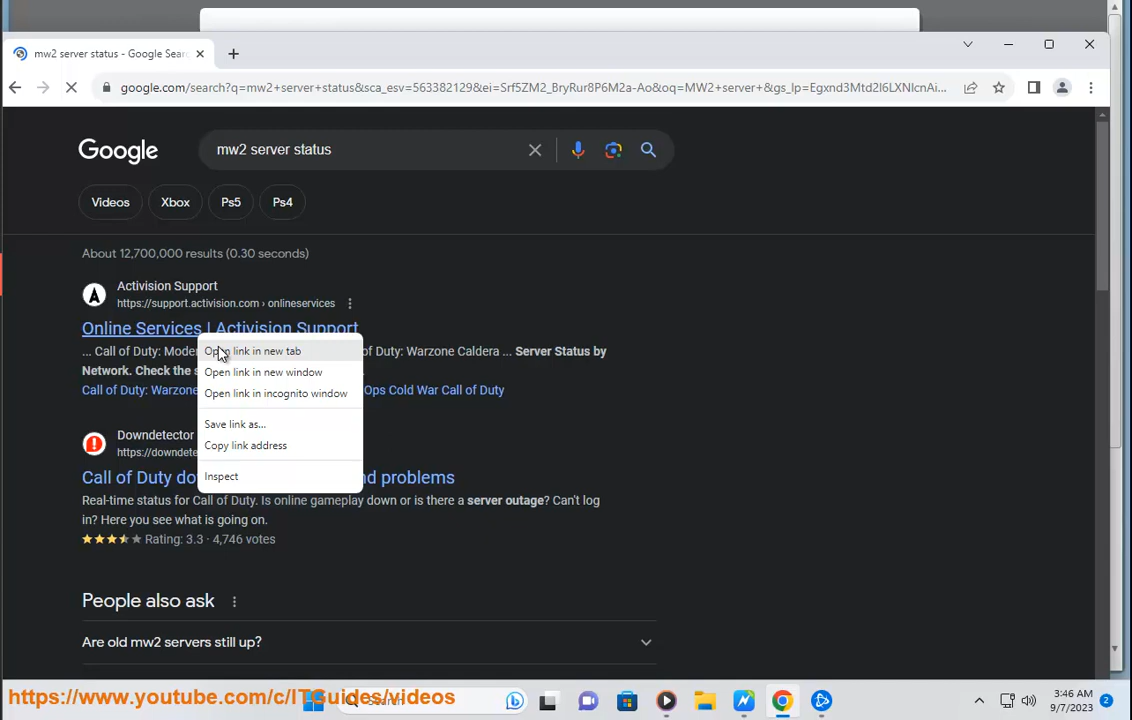 mw2 server status - Google Sear
google.com/search?q=mw2+server+status&sca_esv=563382129&ei=Srf5ZM2_BryRur8P6M2a-Ao&oq=MW2+server+&gs_lp=Egxnd3Mtd2l6LXNlcnAi...
Google
mw2 server status
Videos
Xbox
Ps5
Ps4
About 12,700,000 results (0.30 seconds)
Activision Support
https://support.activision.com › onlineservices
Online Services | Activision Support
... Call of Duty: Moder
of Duty: Warzone Caldera ... Server Status by
Network. Check the s
Call of Duty: Warzone
Ops Cold War Call of Duty
Open link in new tab
Open link in new window
Open link in incognito window
Save link as...
Copy link address
Inspect
Downdetector
https://downdete
Call of Duty do
nd problems
Real-time status for Call of Duty. Is online gameplay down or is there a server outage? Can't log
in? Here you see what is going on.
Rating: 3.3 · 4,746 votes
People also ask
Are old mw2 servers still up?
https://www.youtube.com/c/ITGuides/videos
Search
3:46 AM
9/7/2023
2